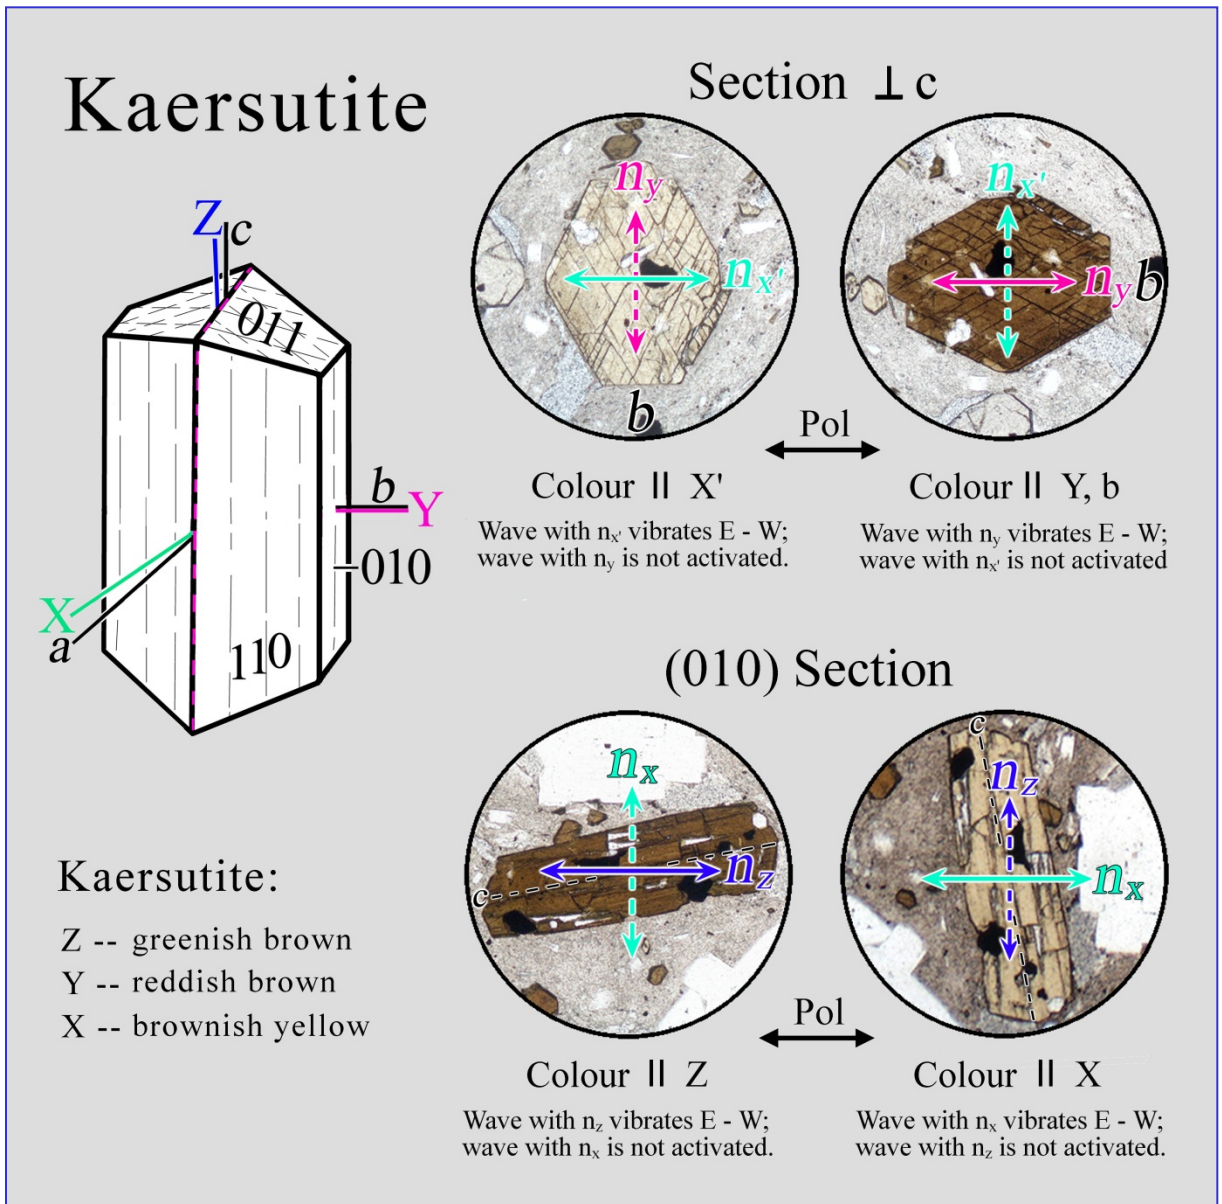 Kaersutite
Section ⊥ c
Z
c
011
b
Y
010
X
a
110
n_y
n_x'
b
n_x'
n_y b
Pol
Colour || X'
Wave with n_x' vibrates E - W;
wave with n_y is not activated.
Colour || Y, b
Wave with n_y vibrates E - W;
wave with n_x' is not activated
(010) Section
n_x
n_z
c
c
n_z
n_x
Pol
Colour || Z
Wave with n_z vibrates E - W;
wave with n_x is not activated.
Colour || X
Wave with n_x vibrates E - W;
wave with n_z is not activated.
Kaersutite:
Z -- greenish brown
Y -- reddish brown
X -- brownish yellow